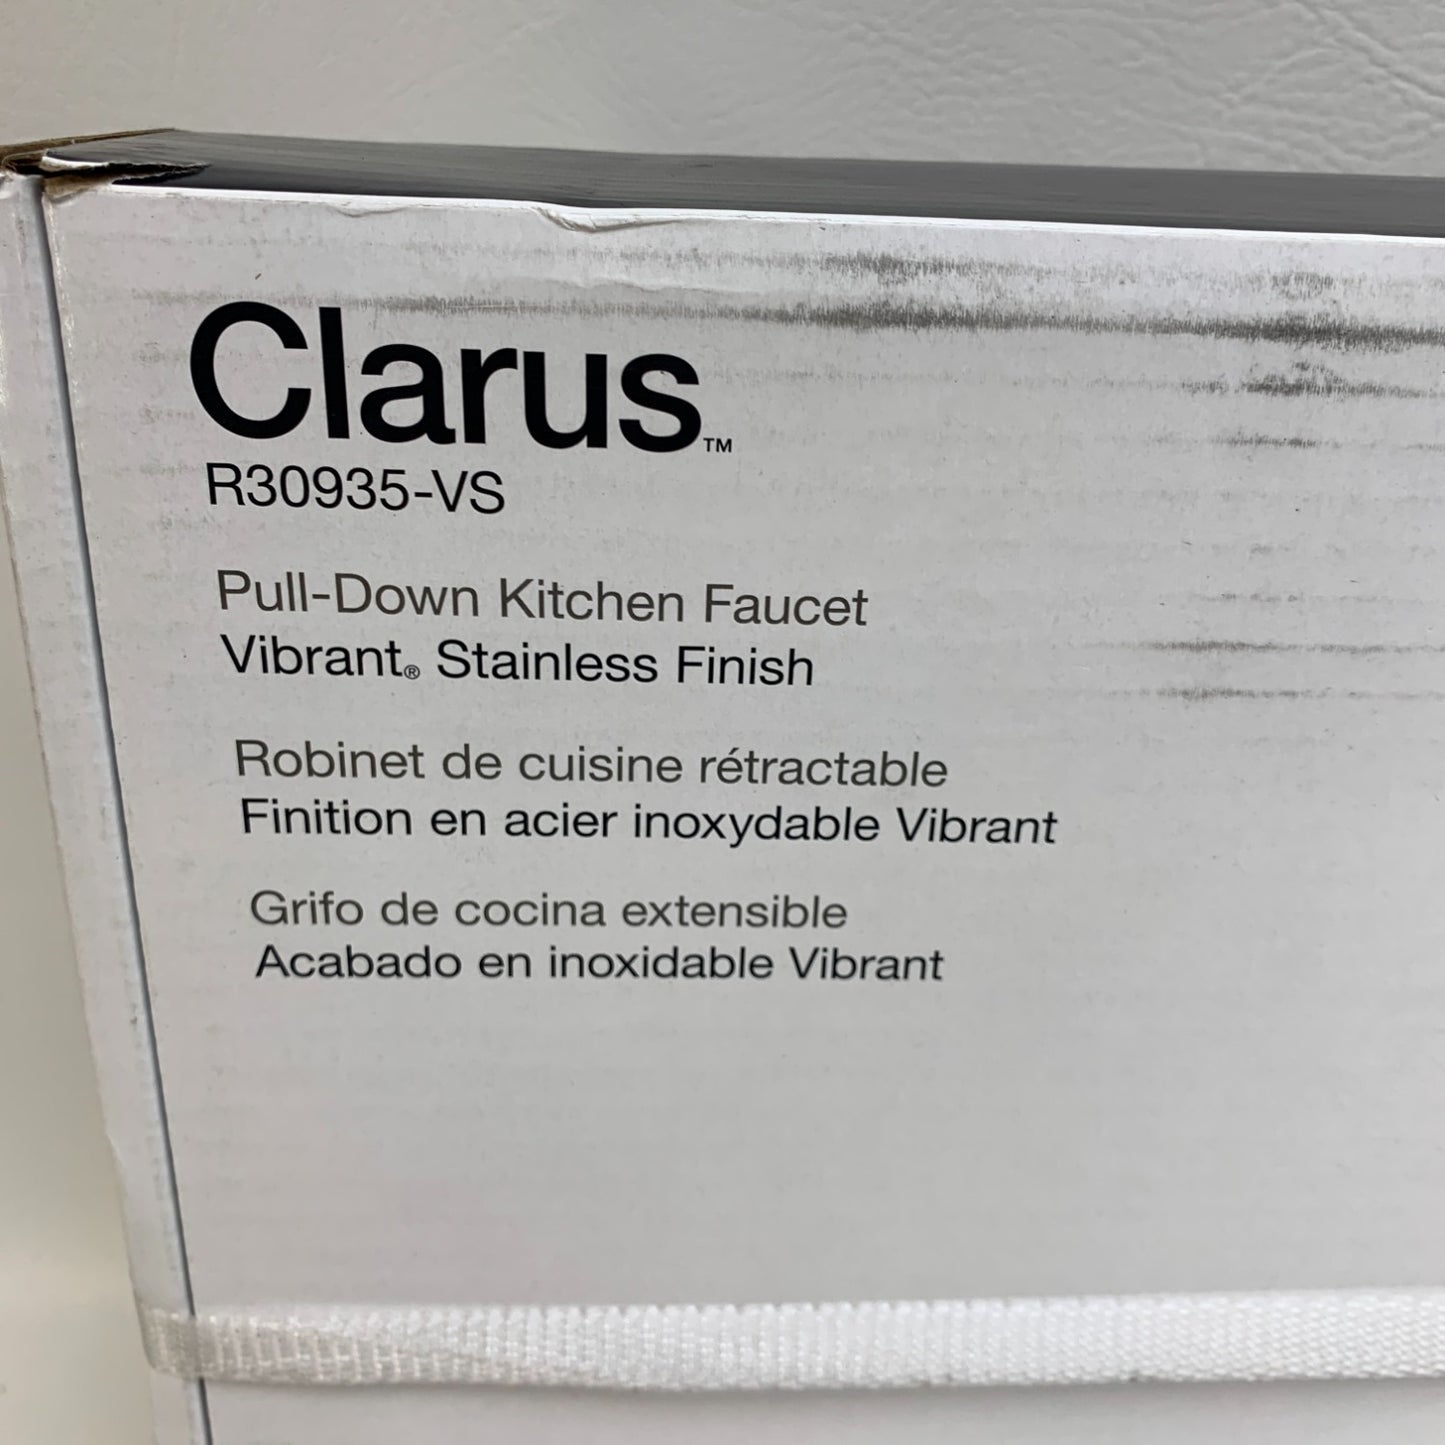 Clarus™
R30935-VS
Pull-Down Kitchen Faucet
Vibrant® Stainless Finish
Robinet de cuisine rétractable
Finition en acier inoxydable Vibrant
Grifo de cocina extensible
Acabado en inoxidable Vibrant